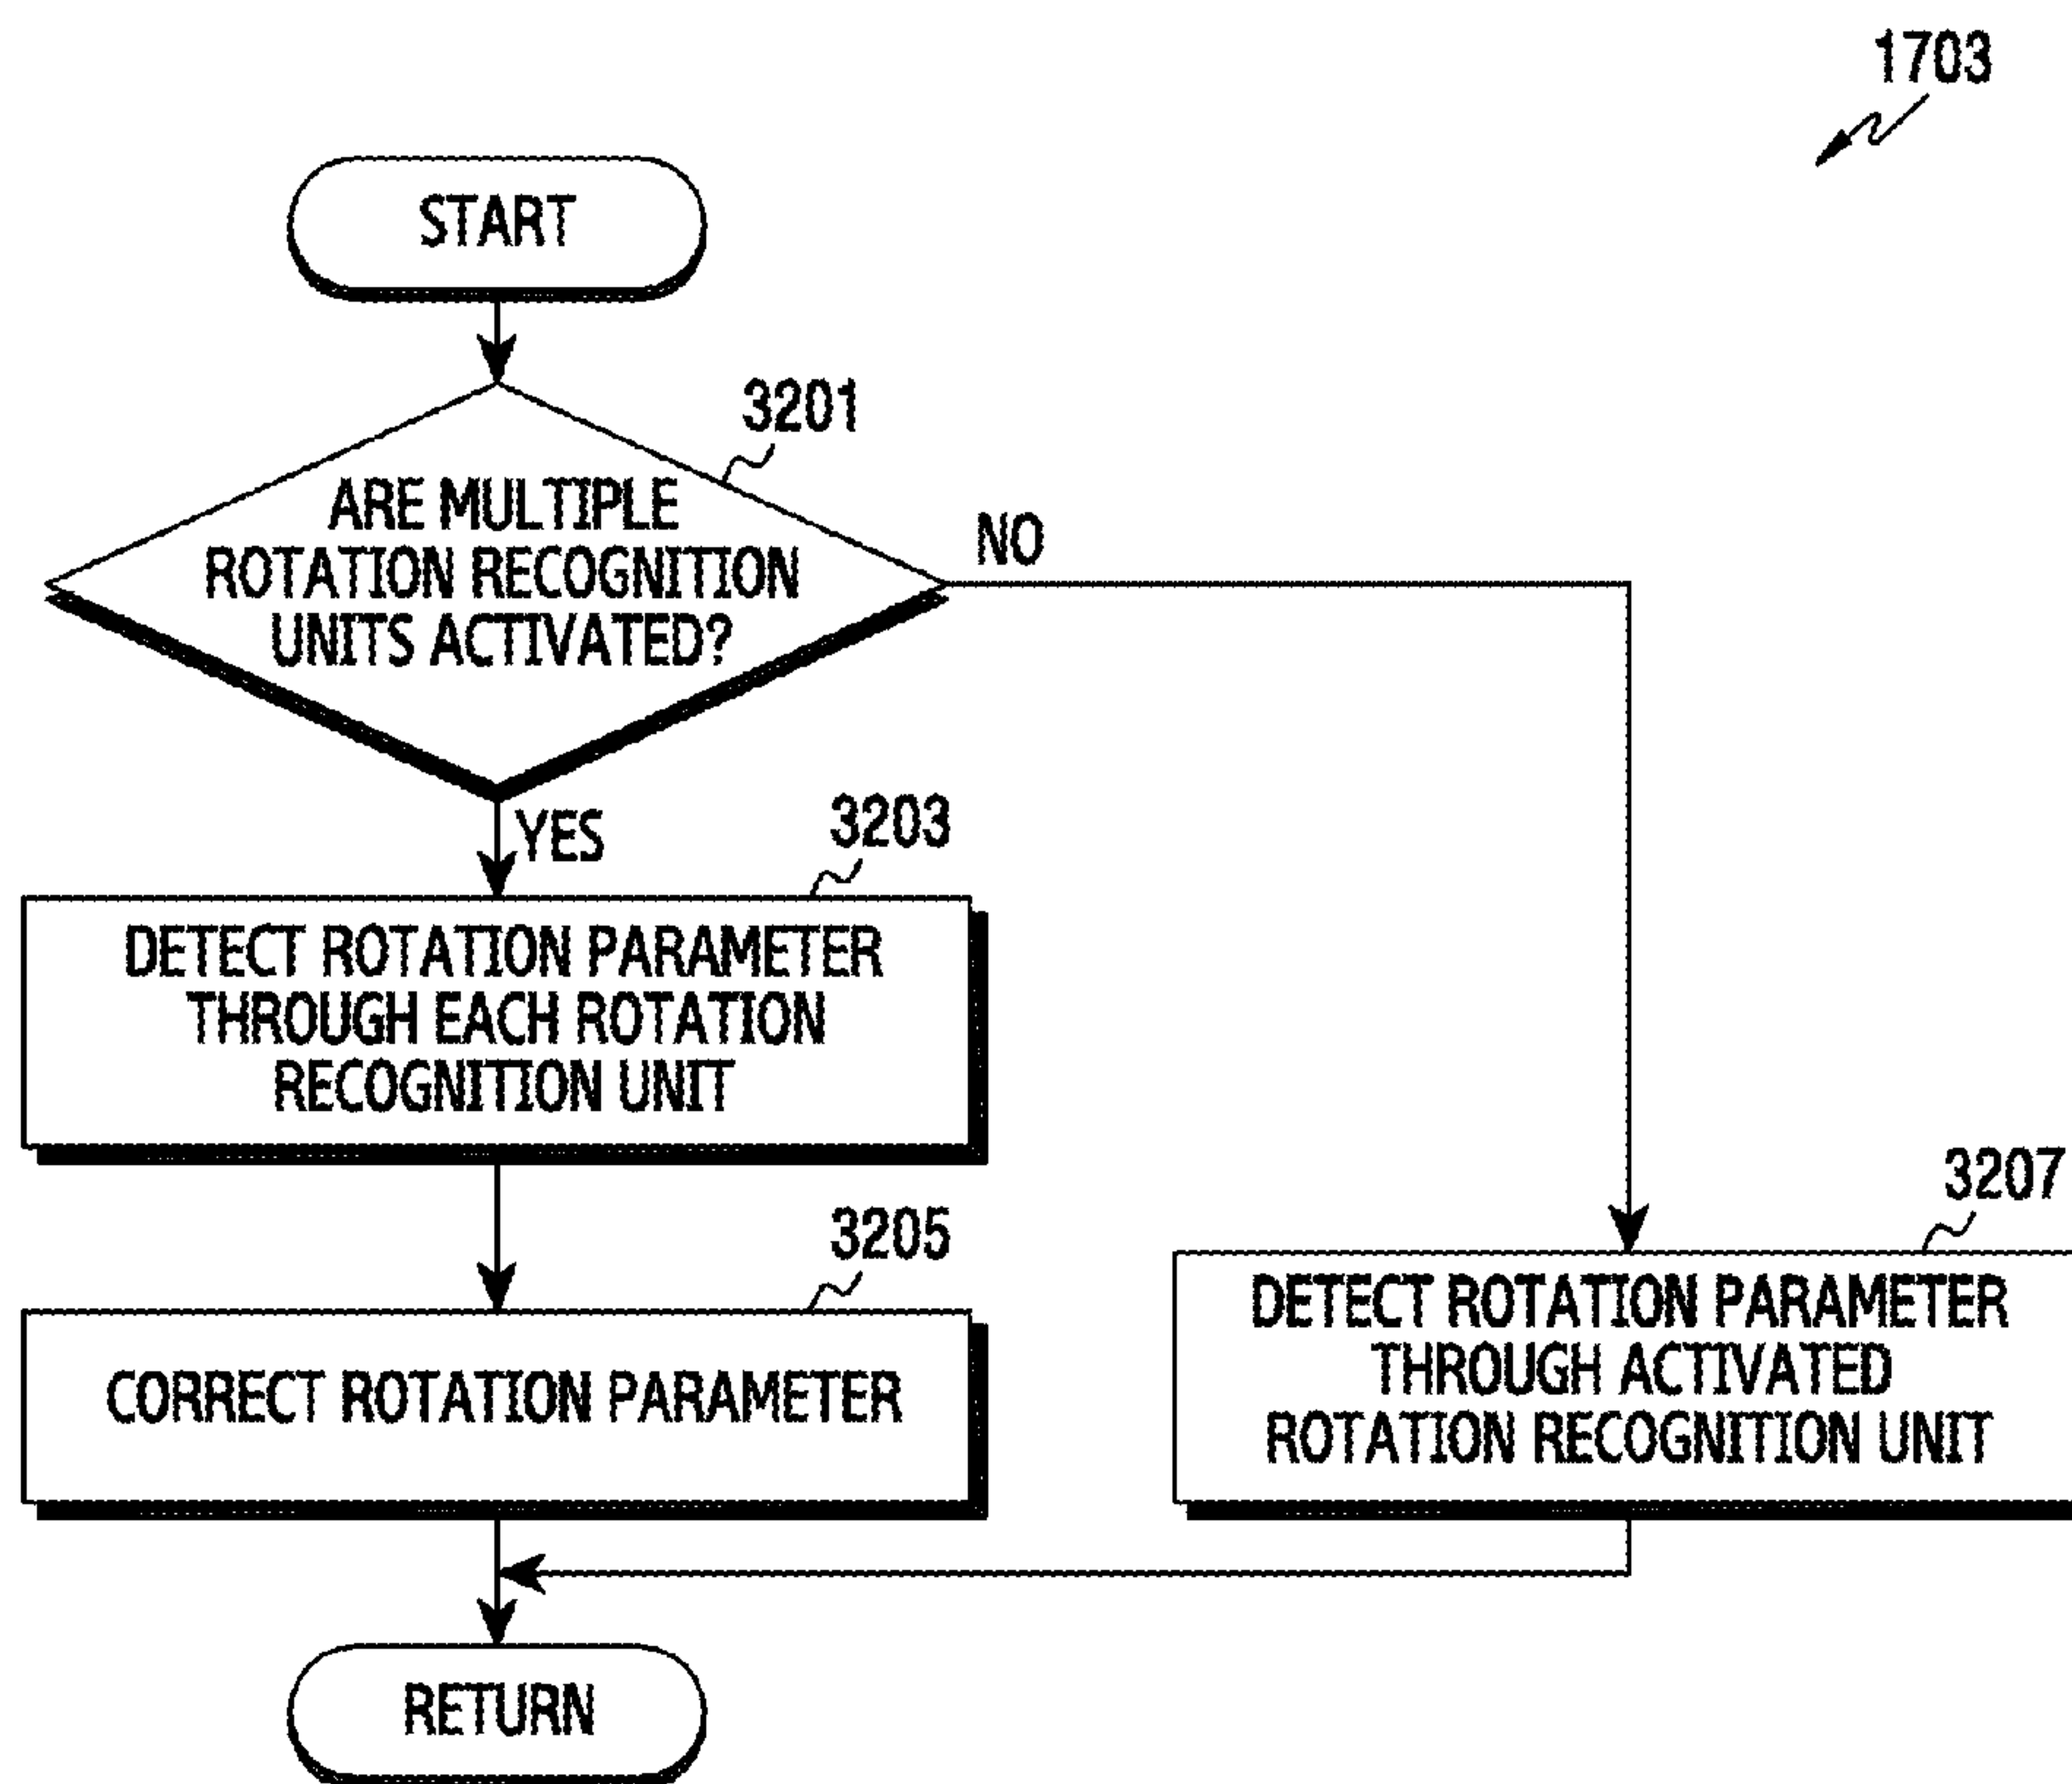 1703
START
3201
ARE MULTIPLE
ROTATION RECOGNITION
UNITS ACTIVATED?
NO
YES
3203
DETECT ROTATION PARAMETER
THROUGH EACH ROTATION
RECOGNITION UNIT
3205
CORRECT ROTATION PARAMETER
3207
DETECT ROTATION PARAMETER
THROUGH ACTIVATED
ROTATION RECOGNITION UNIT
RETURN